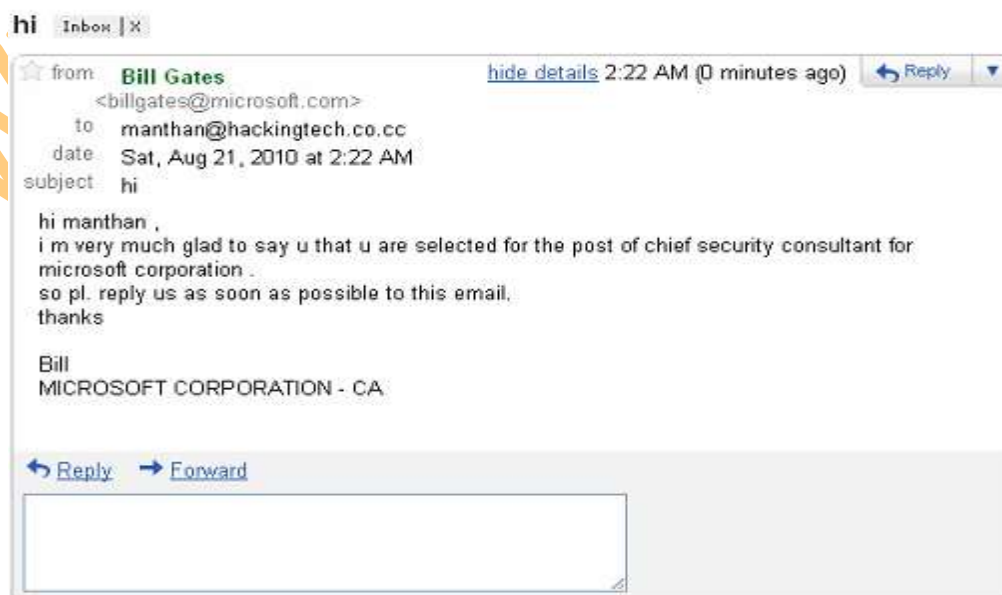 hi Inbox | X
from Bill Gates hide details 2:22 AM (0 minutes ago) Reply
<billgates@microsoft.com>
to manthan@hackingtech.co.cc
date Sat, Aug 21, 2010 at 2:22 AM
subject hi
hi manthan ,
i m very much glad to say u that u are selected for the post of chief security consultant for
microsoft corporation .
so pl. reply us as soon as possible to this email.
thanks
Bill
MICROSOFT CORPORATION - CA
Reply Forward